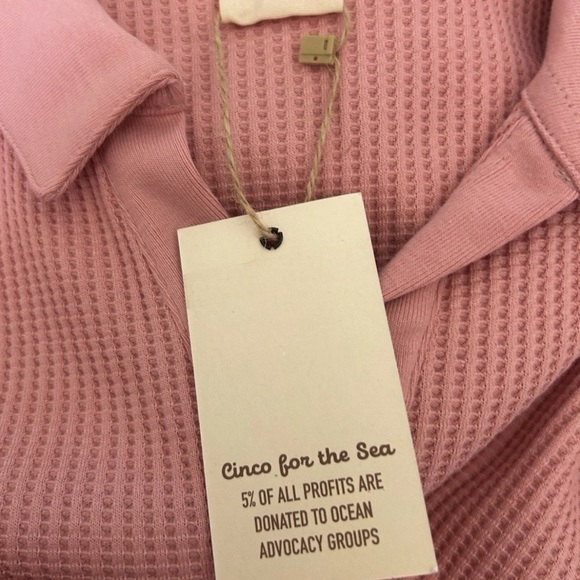 Cinco for the Sea
5% OF ALL PROFITS ARE
DONATED TO OCEAN
ADVOCACY GROUPS